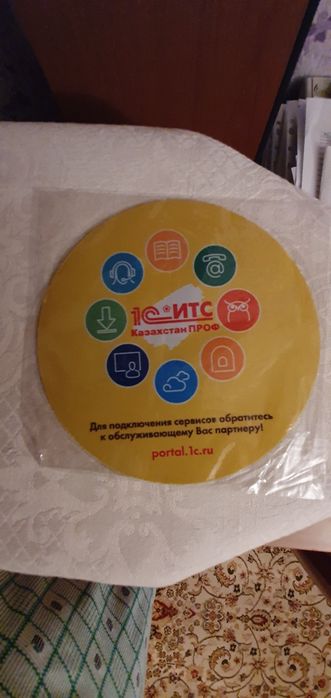 1С·ИТС
Казахстан ПРОФ
Для подключения сервисов обратитесь
к обслуживающему Вас партнеру!
portal.1c.ru